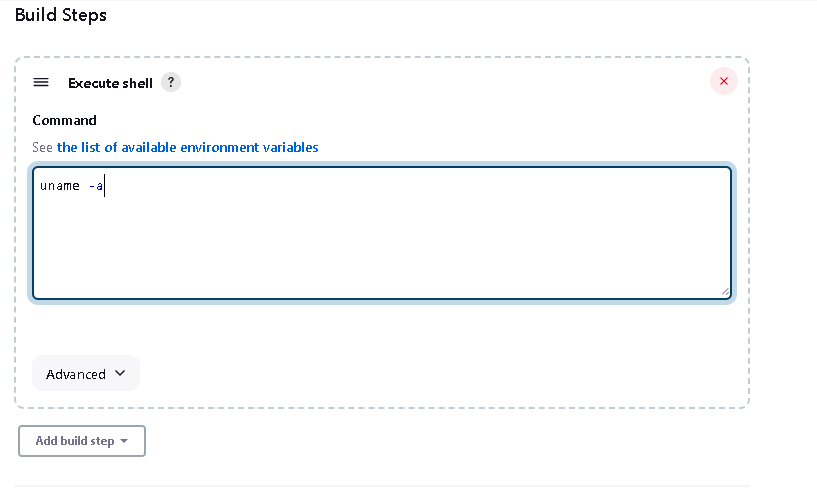 Build Steps
Execute shell ?
Command
See the list of available environment variables
uname -a
Advanced
Add build step